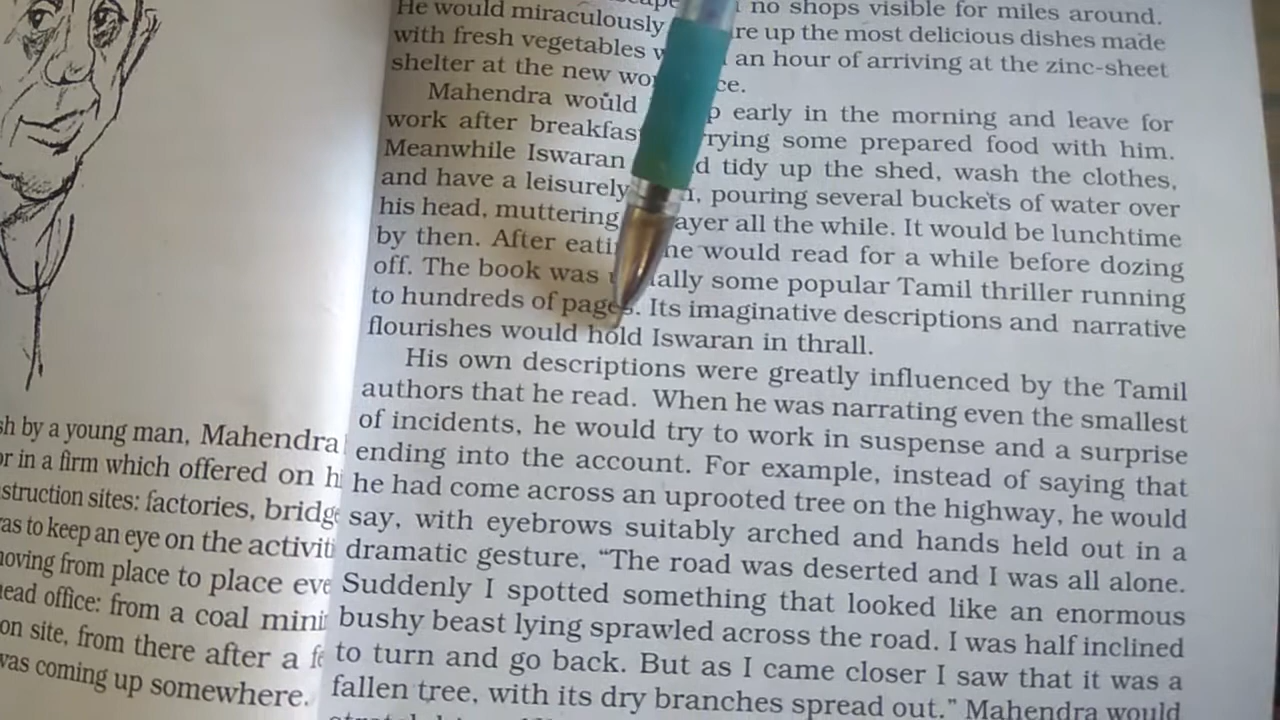 sh by a young man, Mahendra
or in a firm which offered on
struction sites: factories,
as to keep an eye on the
moving from place to place
head office: from a coal
on site, from there after a
was coming up somewhere.
no shops visible for miles around.
He would miraculously up the most delicious dishes made
with fresh vegetables an hour of arriving at the zinc-sheet
shelter at the new
Mahendra would early in the morning and leave for
work after some prepared food with him.
Meanwhile Iswaran tidy up the shed, wash the clothes,
and have a leisurely pouring several buckets of water over
his head, muttering all the while. It would be lunchtime
by then. After he would read for a while before dozing
off. The book was some popular Tamil thriller running
to hundreds of pages. Its imaginative descriptions and narrative
flourishes would hold Iswaran in thrall.
His own descriptions were greatly influenced by the Tamil
authors that he read. When he was narrating even the smallest
of incidents, he would try to work in suspense and a surprise
ending into the account. For example, instead of saying that
he had come across an uprooted tree on the highway, he would
say, with eyebrows suitably arched and hands held out in a
dramatic gesture, “The road was deserted and I was all alone.
Suddenly I spotted something that looked like an enormous
bushy beast lying sprawled across the road. I was half inclined
to turn and go back. But as I came closer I saw that it was a
fallen tree, with its dry branches spread out.” Mahendra would